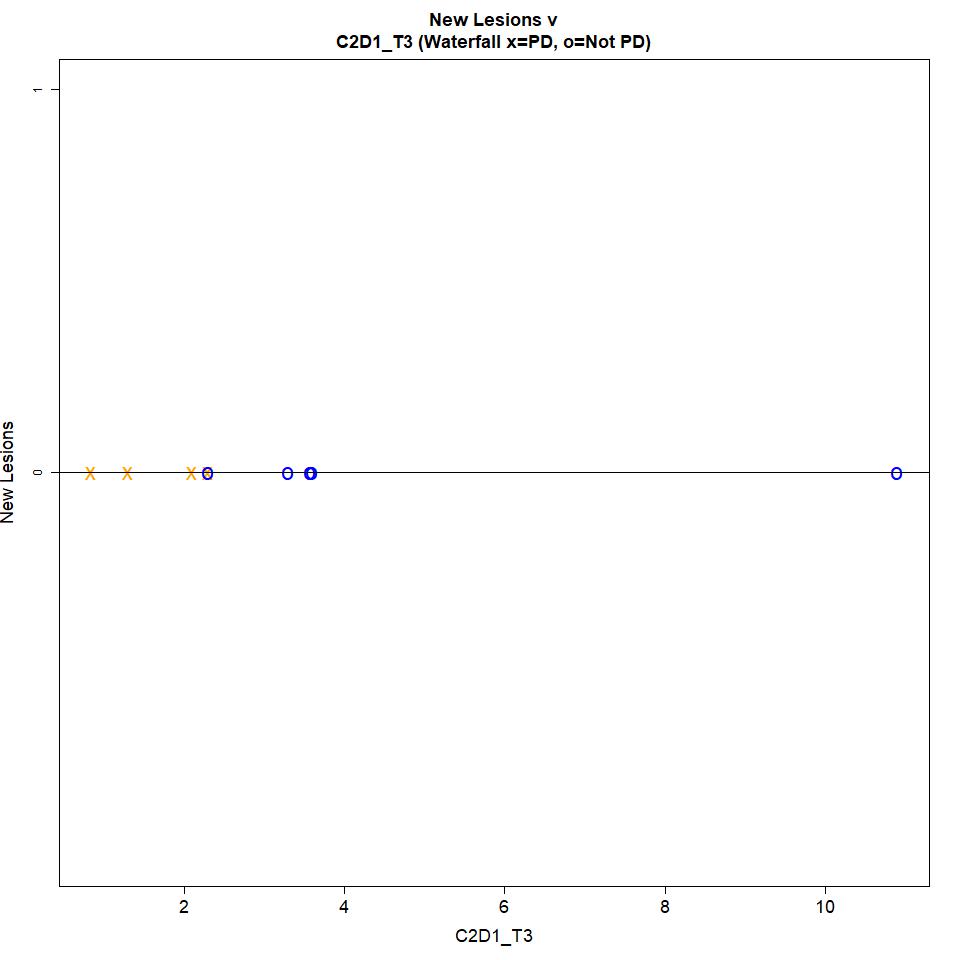 New Lesions v
C2D1_T3 (Waterfall x=PD, o=Not PD)
1
0
New Lesions
x x x x o o o o o
2 4 6 8 10
C2D1_T3